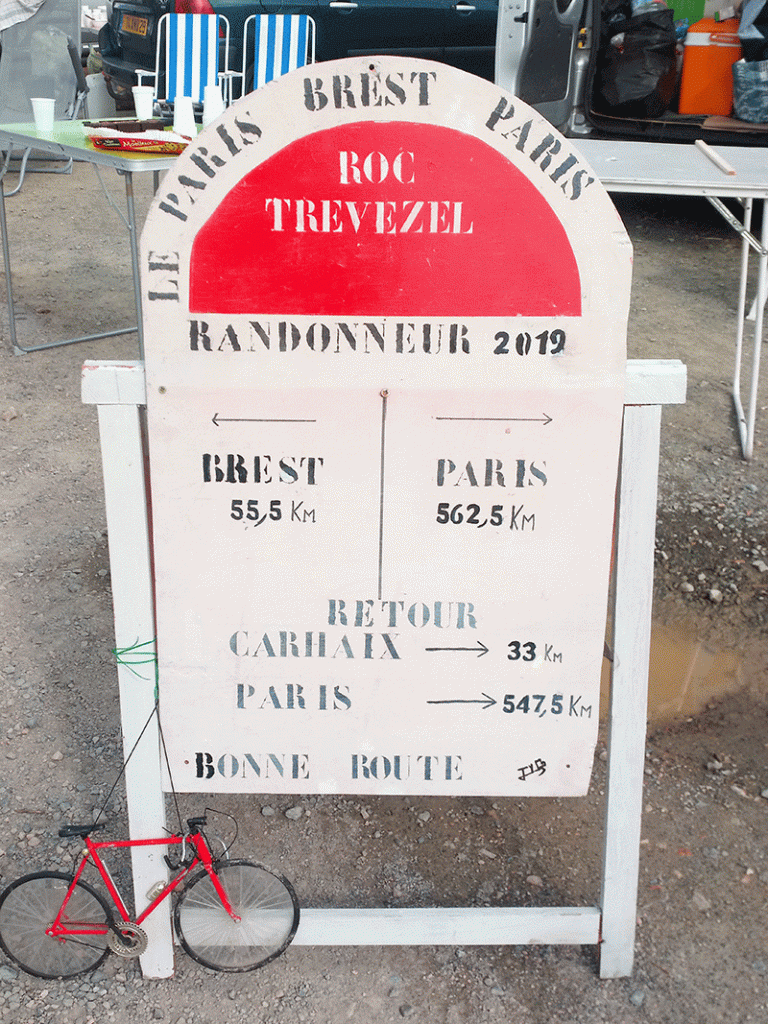 LE PARIS BREST PARIS
ROC
TREVEZEL
RANDONNEUR 2019
BREST PARIS
55,5 KM 562,5 KM
RETOUR
CARHAIX 33 KM
PARIS 547,5 KM
BONNE ROUTE